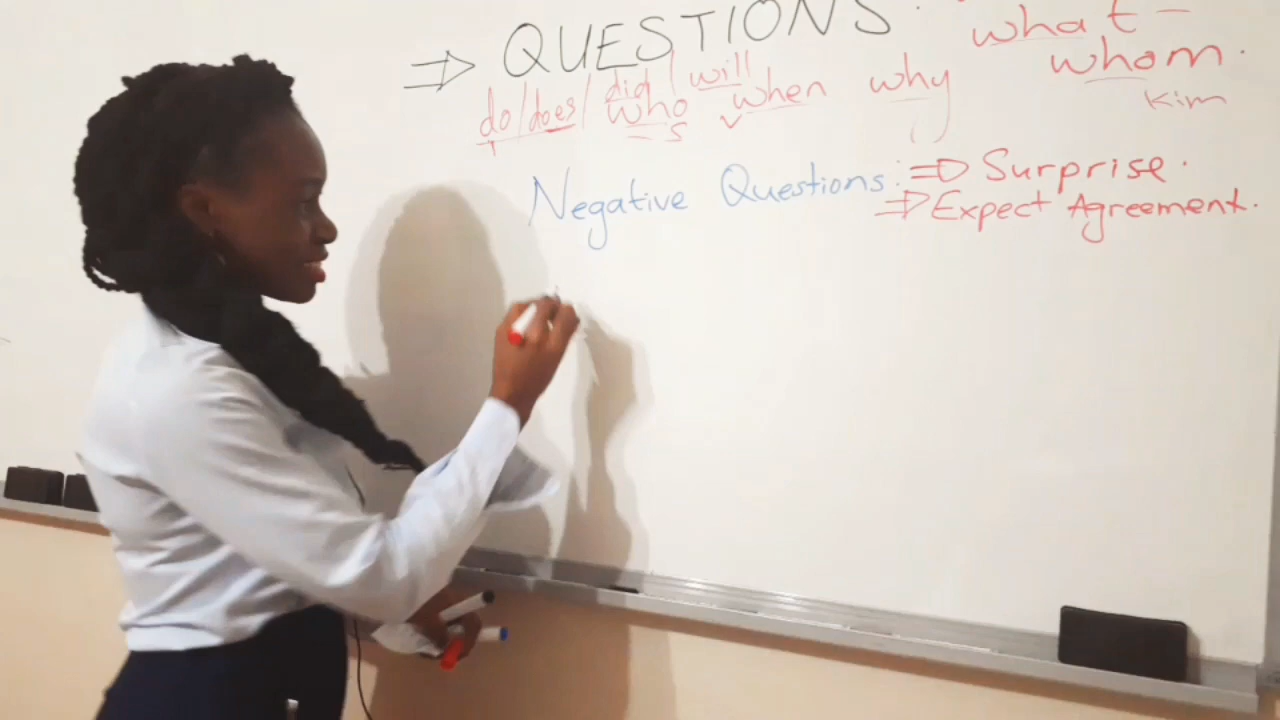 ⇒ QUESTIONS. what –
whom.
do/does/did/will
who when why Kim
s v
Negative Questions: ⇒ Surprise.
⇒ Expect Agreement.